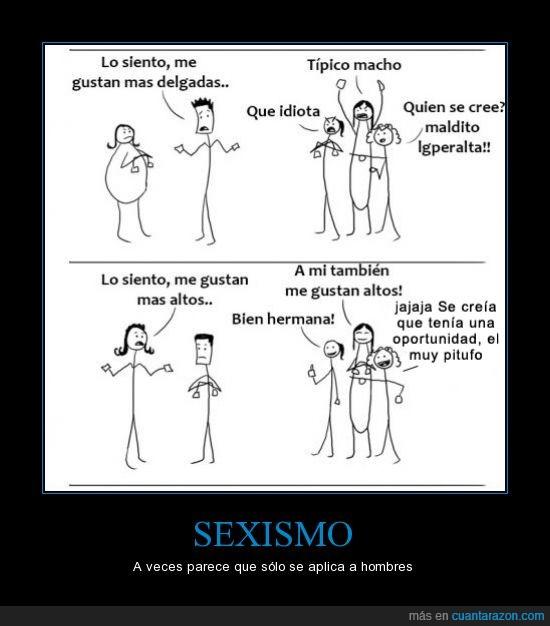 Lo siento, me
gustan mas delgadas..
Típico macho
Que idiota
Quien se cree?
maldito
lgperalta!!
Lo siento, me gustan
mas altos..
A mi también
me gustan altos!
Bien hermana!
jajaja Se creía
que tenía una
oportunidad, el
muy pitufo
SEXISMO
A veces parece que sólo se aplica a hombres
más en cuantarazon.com